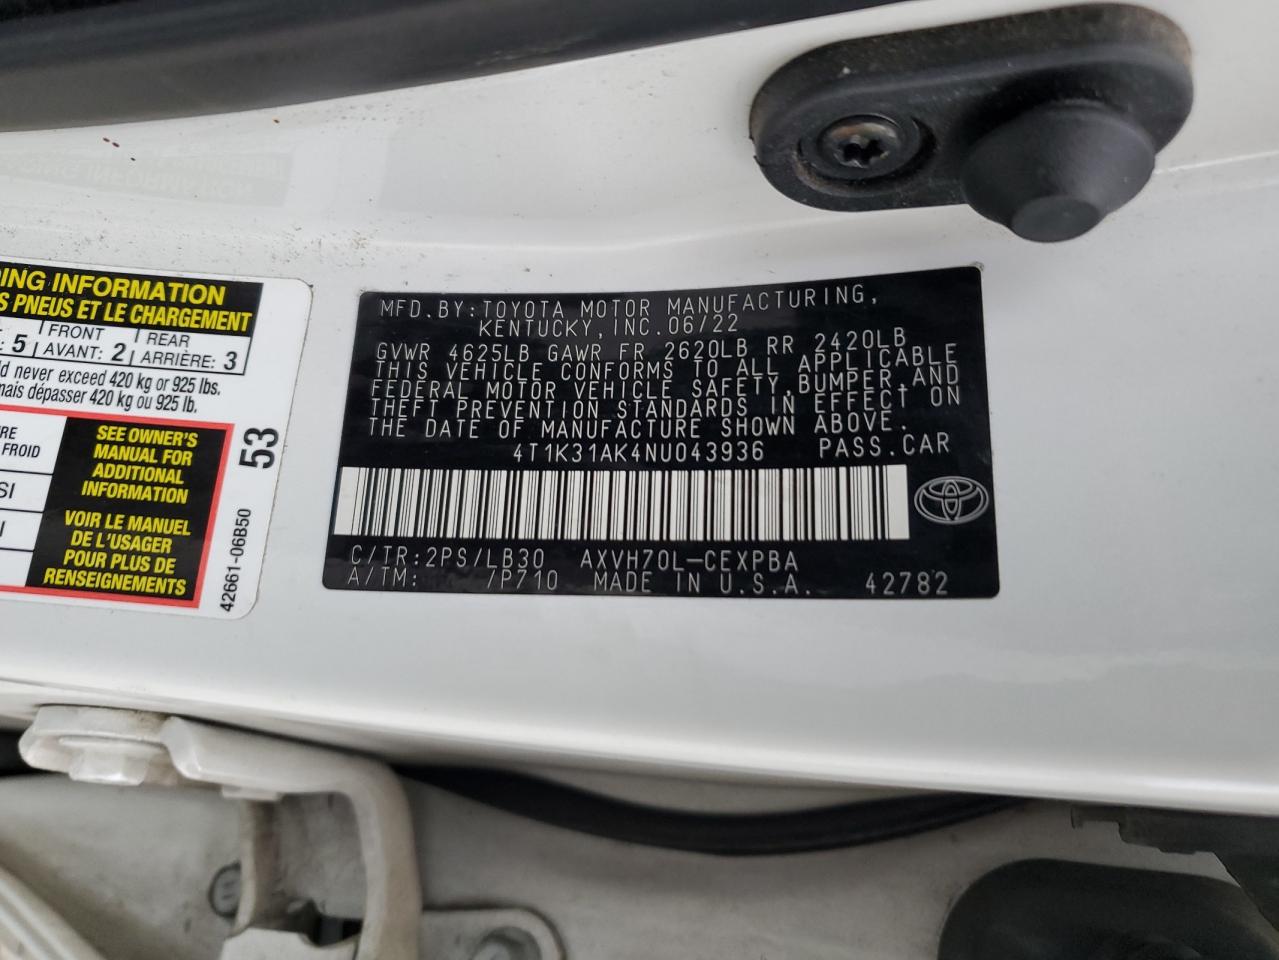 DING INFORMATION
S PNEUS ET LE CHARGEMENT
: 5 FRONT AVANT: 2 REAR ARRIÈRE: 3
ld never exceed 420 kg or 925 lbs.
mais dépasser 420 kg ou 925 lb.
RE
FROID
SI
I
SEE OWNER'S
MANUAL FOR
ADDITIONAL
INFORMATION
VOIR LE MANUEL
DE L'USAGER
POUR PLUS DE
RENSEIGNEMENTS
53
42661-06B50
MFD. BY: TOYOTA MOTOR MANUFACTURING,
KENTUCKY, INC. 06/22
GVWR 4625LB GAWR FR 2620LB RR 2420LB
THIS VEHICLE CONFORMS TO ALL APPLICABLE
FEDERAL MOTOR VEHICLE SAFETY, BUMPER, AND
THEFT PREVENTION STANDARDS IN EFFECT ON
THE DATE OF MANUFACTURE SHOWN ABOVE.
4T1K31AK4NU043936 PASS. CAR
C/TR: 2PS/LB30 AXVH70L-CEXPBA
A/TM: /P710 MADE IN U.S.A. 42782